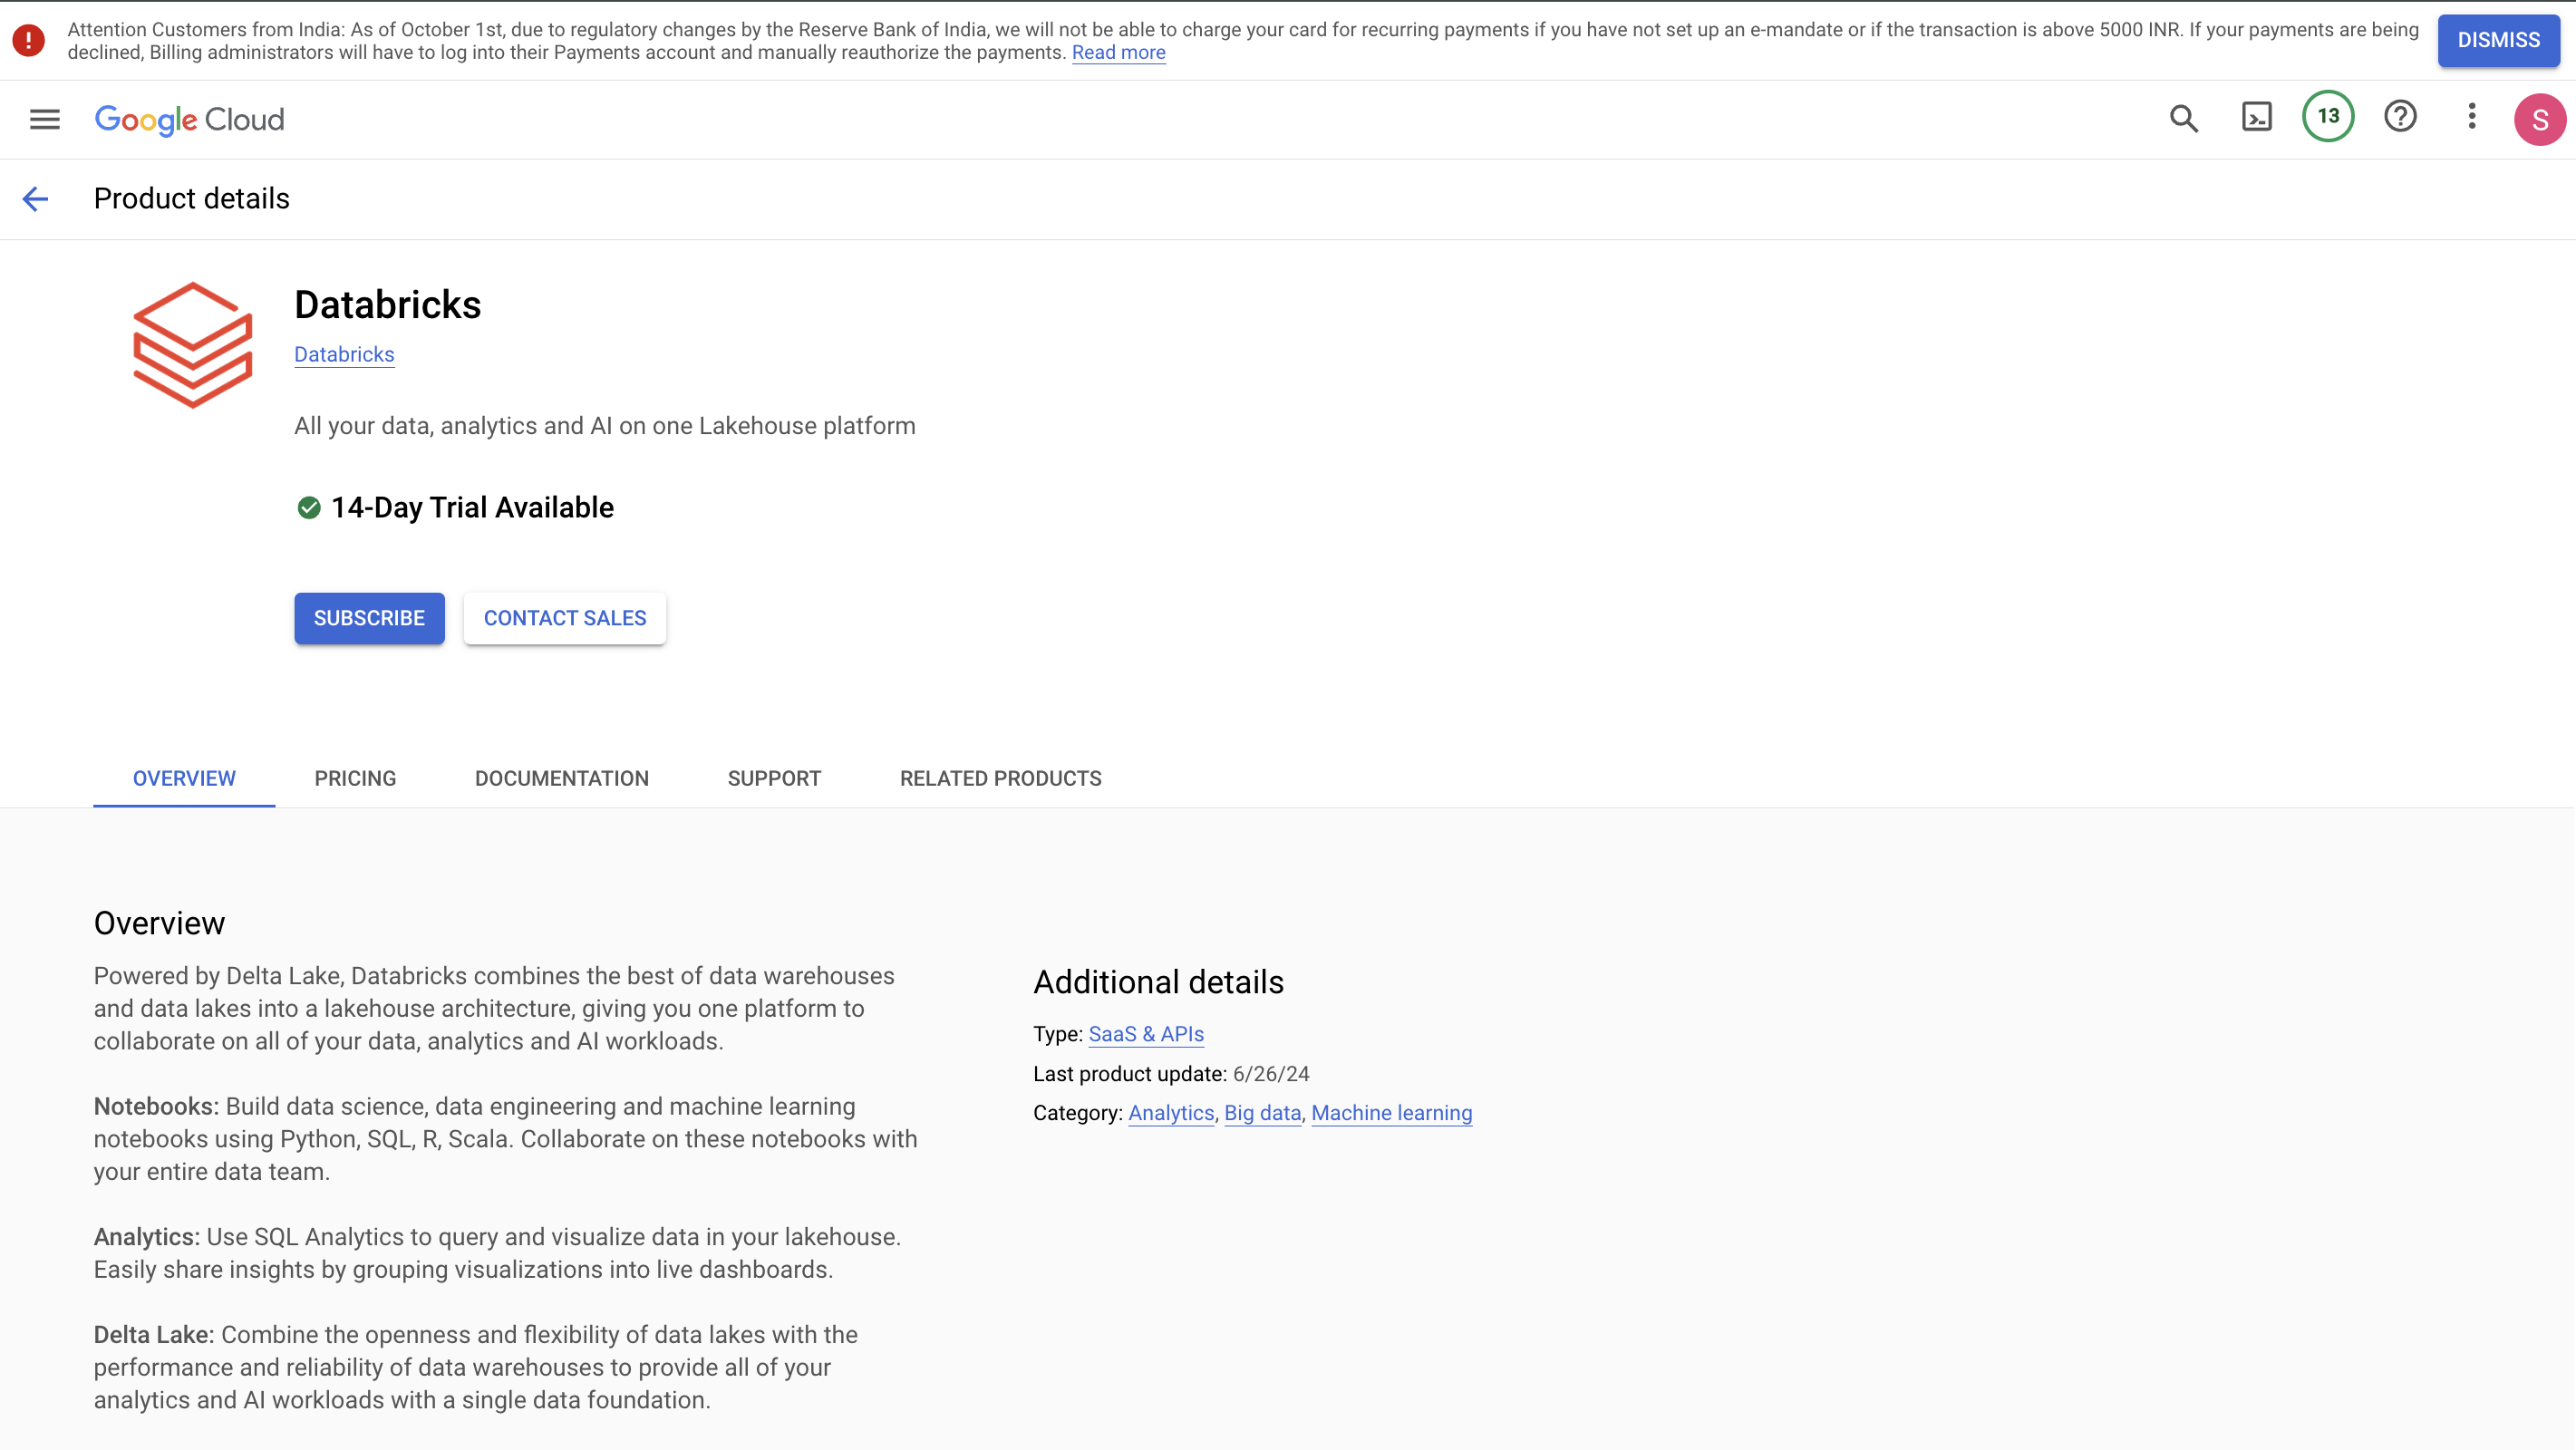 Attention Customers from India: As of October 1st, due to regulatory changes by the Reserve Bank of India, we will not be able to charge your card for recurring payments if you have not set up an e-mandate or if the transaction is above 5000 INR. If your payments are being
declined, Billing administrators will have to log into their Payments account and manually reauthorize the payments. Read more
DISMISS
Google Cloud
13
S
Product details
Databricks
Databricks
All your data, analytics and AI on one Lakehouse platform
14-Day Trial Available
SUBSCRIBE
CONTACT SALES
OVERVIEW
PRICING
DOCUMENTATION
SUPPORT
RELATED PRODUCTS
Overview
Powered by Delta Lake, Databricks combines the best of data warehouses
and data lakes into a lakehouse architecture, giving you one platform to
collaborate on all of your data, analytics and AI workloads.
Notebooks: Build data science, data engineering and machine learning
notebooks using Python, SQL, R, Scala. Collaborate on these notebooks with
your entire data team.
Analytics: Use SQL Analytics to query and visualize data in your lakehouse.
Easily share insights by grouping visualizations into live dashboards.
Delta Lake: Combine the openness and flexibility of data lakes with the
performance and reliability of data warehouses to provide all of your
analytics and AI workloads with a single data foundation.
Additional details
Type: SaaS & APIs
Last product update: 6/26/24
Category: Analytics, Big data, Machine learning